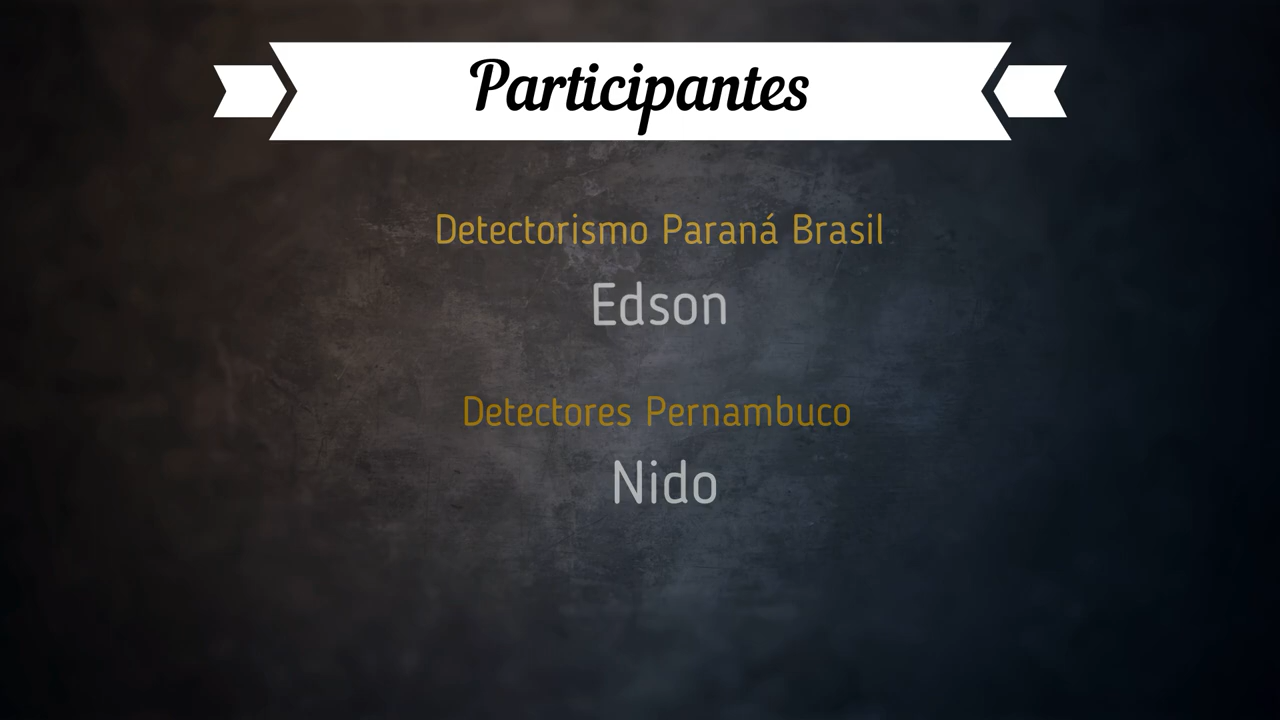 Participantes
Detectorismo Paraná Brasil
Edson
Detectores Pernambuco
Nido